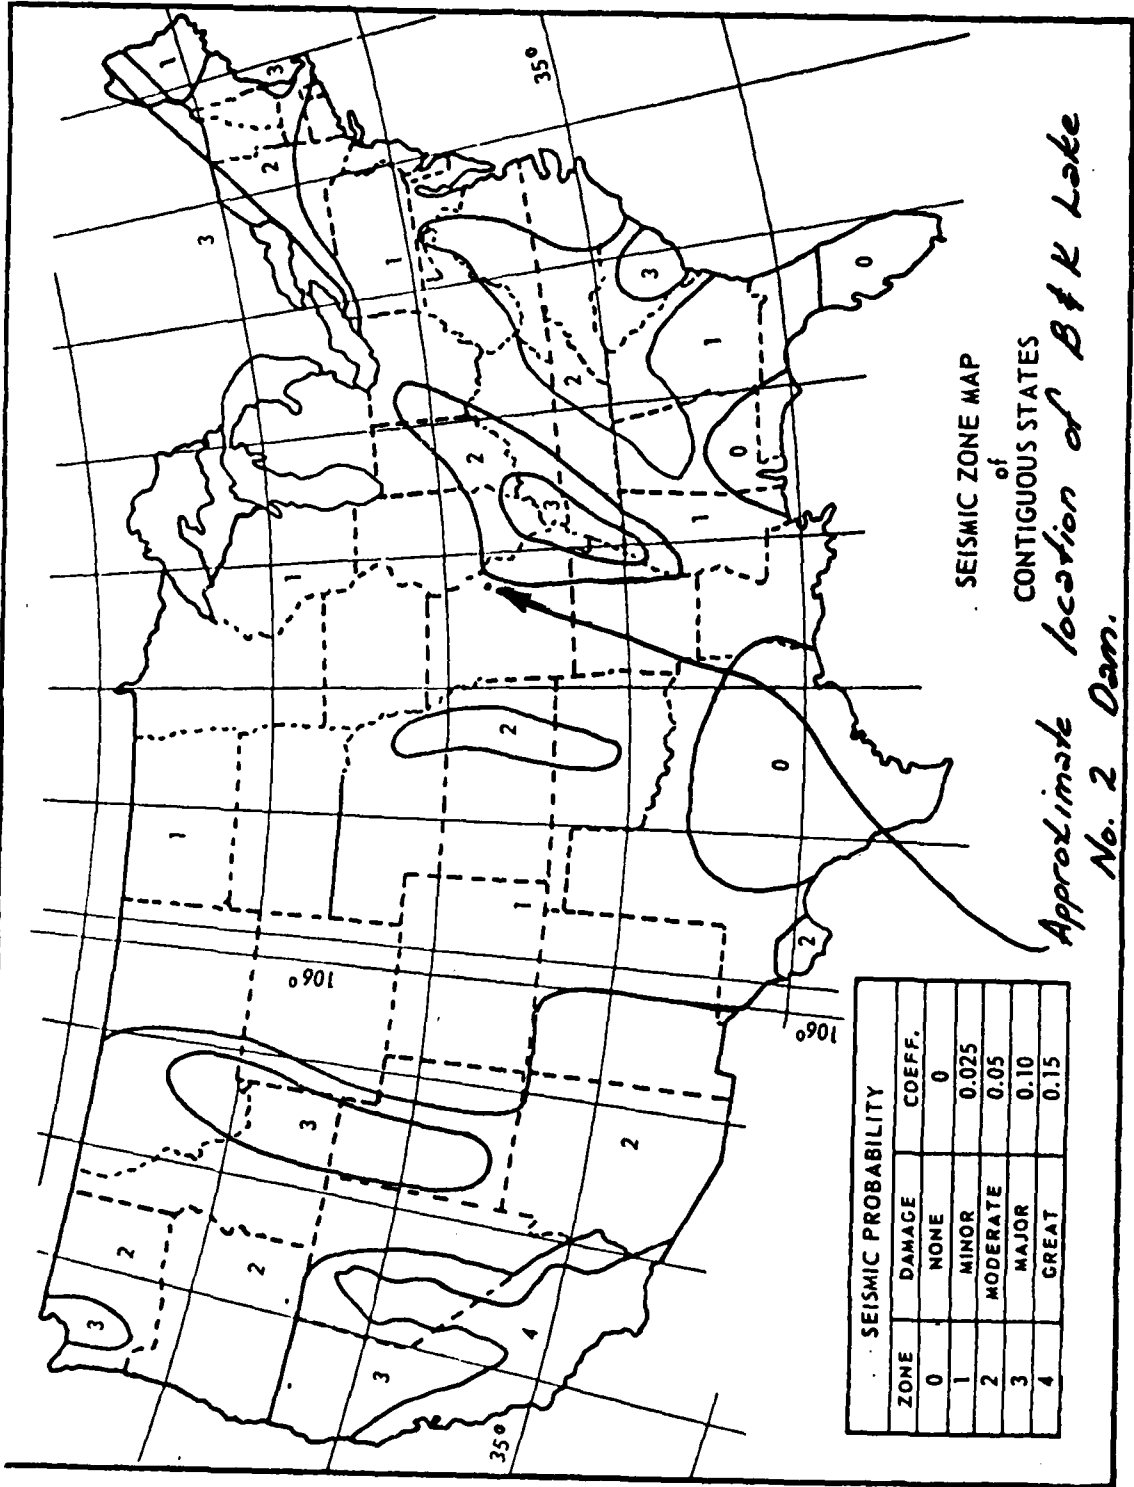 SEISMIC ZONE MAP
of
CONTIGUOUS STATES
Approximate location of B & K Lake
No. 2 Dam.
SEISMIC PROBABILITY
ZONE DAMAGE COEFF.
0 NONE 0
1 MINOR 0.025
2 MODERATE 0.05
3 MAJOR 0.10
4 GREAT 0.15
3
2
2
3
4
3
2
1
106°
106°
35°
1
2
0
2
1
2
3
1
0
1
2
3
0
1
3
2
1
3
35°